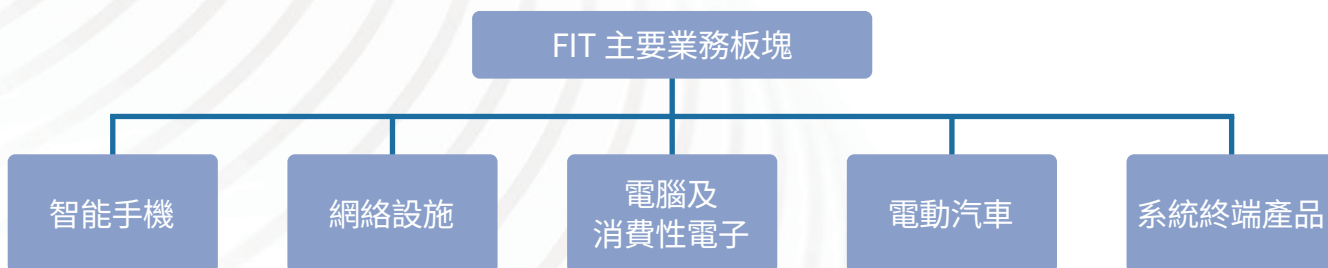 FIT 主要業務板塊
智能手機
網絡設施
電腦及
消費性電子
電動汽車
系統終端產品